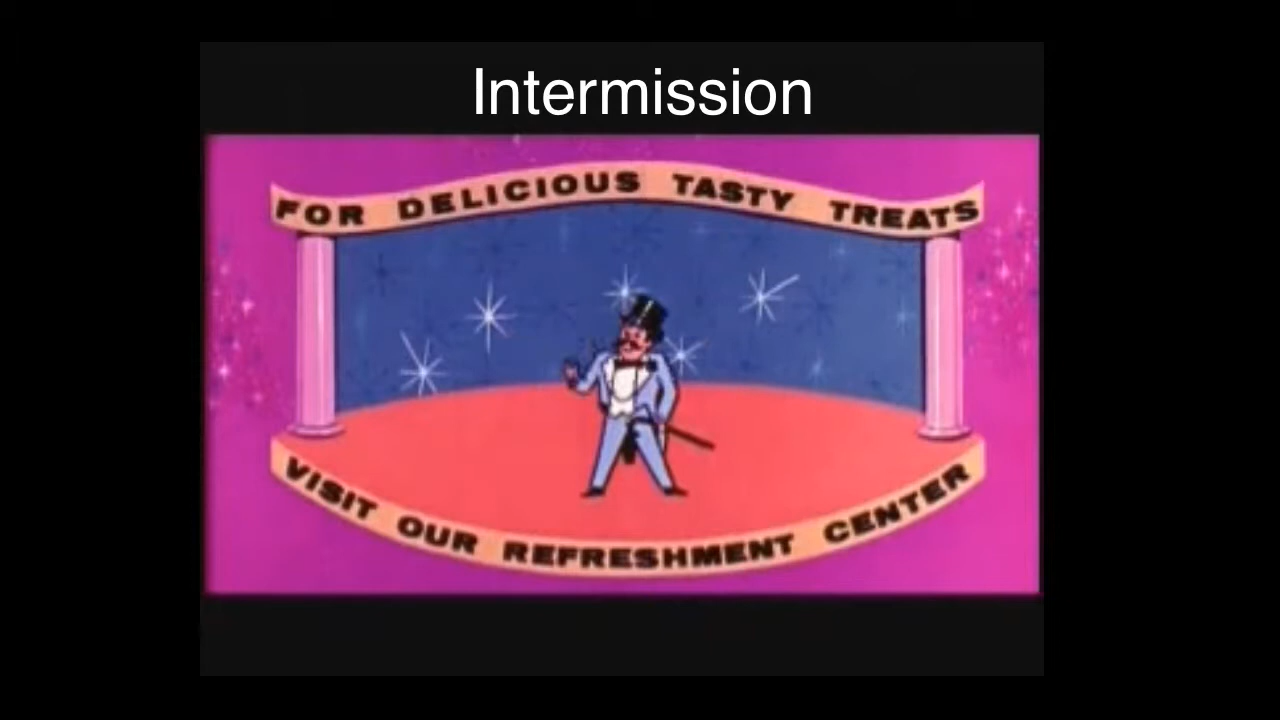 Intermission
FOR DELICIOUS TASTY TREATS
VISIT OUR REFRESHMENT CENTER